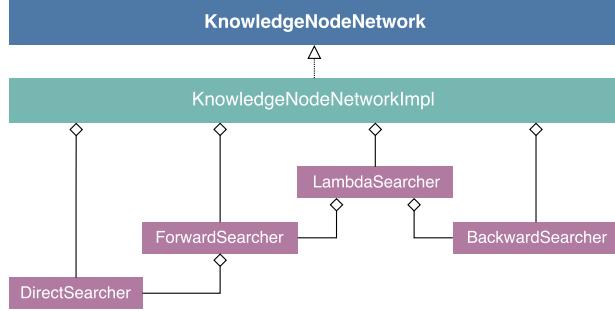 KnowledgeNodeNetwork
KnowledgeNodeNetworkImpl
LambdaSearcher
ForwardSearcher
BackwardSearcher
DirectSearcher